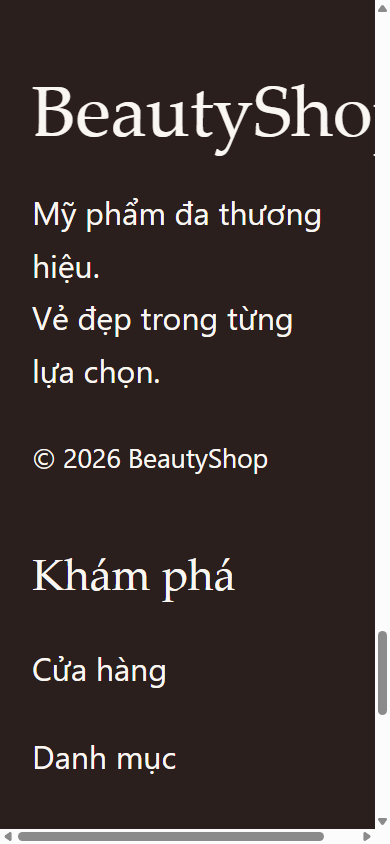 BeautyShop
Mỹ phẩm đa thương
hiệu.
Vẻ đẹp trong từng
lựa chọn.
© 2026 BeautyShop
Khám phá
Cửa hàng
Danh mục